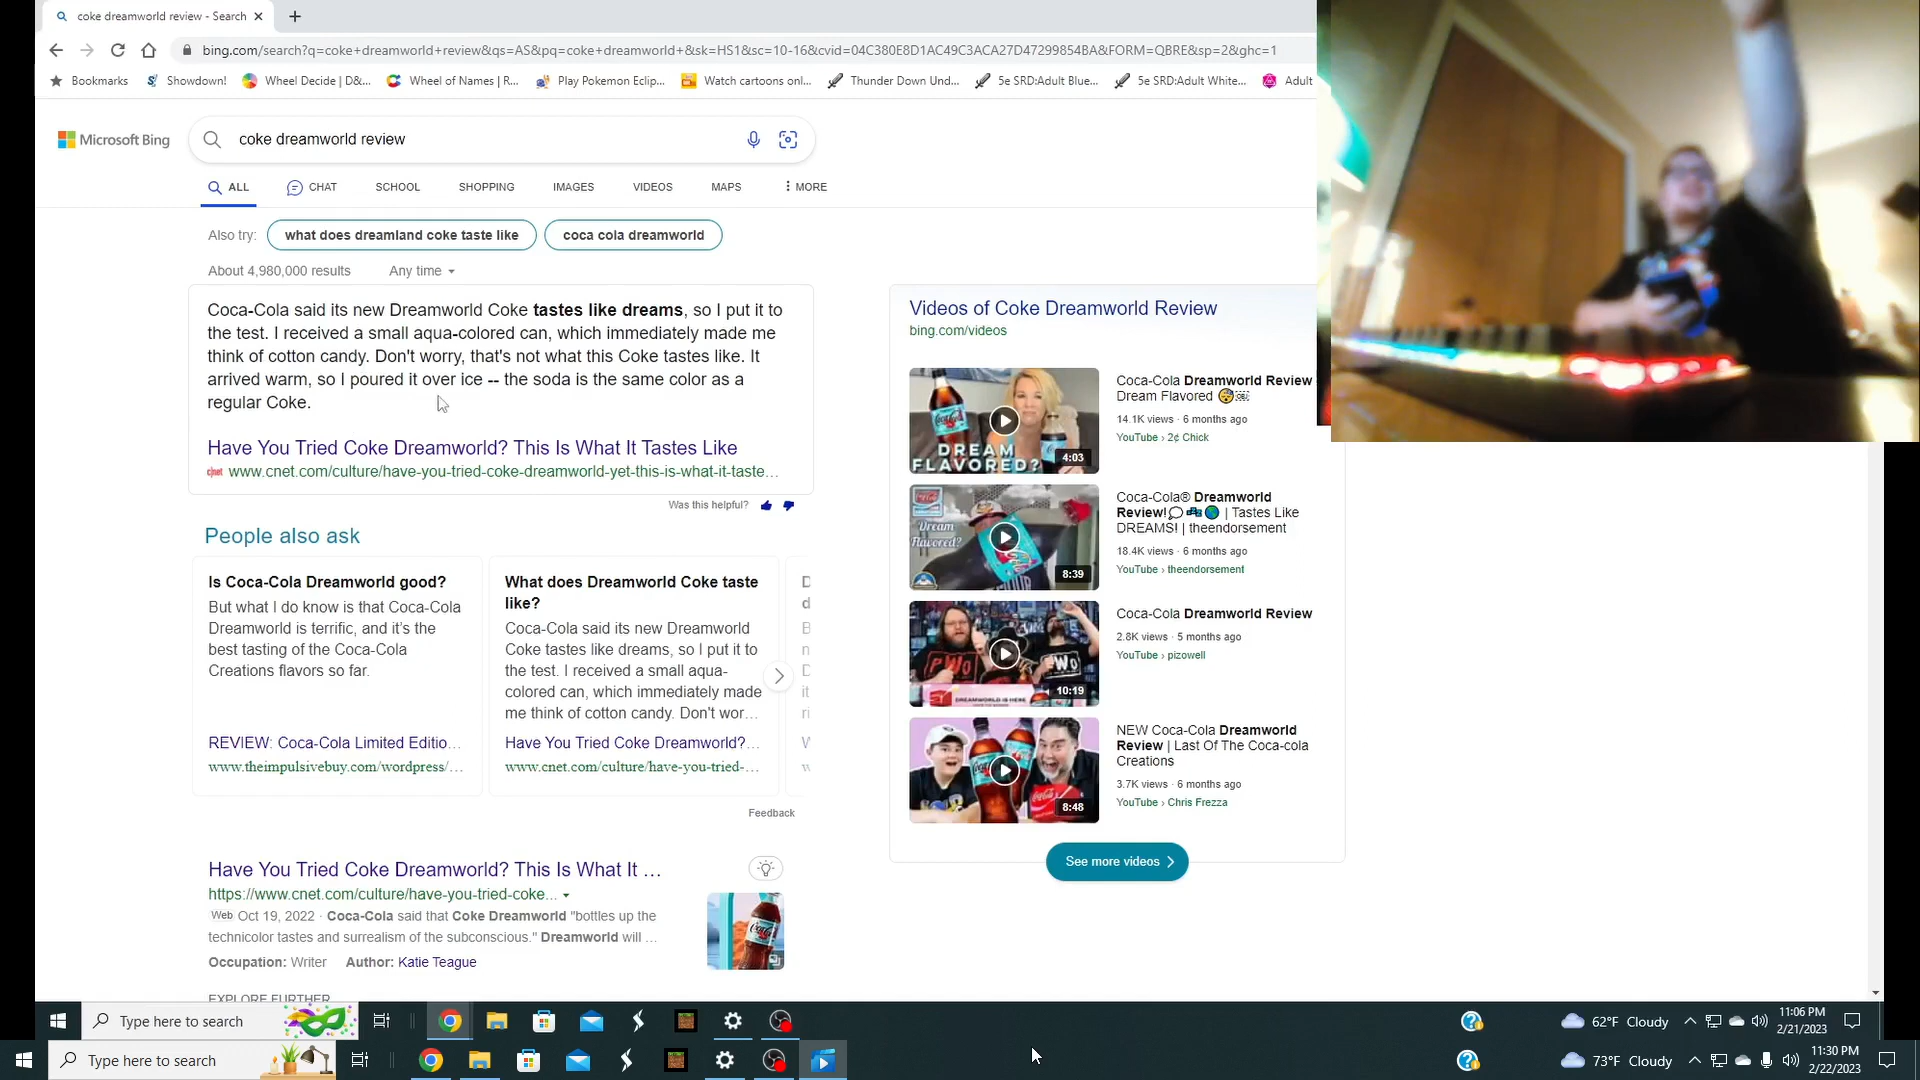 coke dreamworld review - Search
bing.com/search?q=coke+dreamworld+review&qs=AS&pq=coke+dreamworld+&sk=HS1&sc=10-16&cvid=04C380E8D1AC49C3ACA27D47299854BA&FORM=QBRE&sp=2&ghc=1
Bookmarks Showdown! Wheel Decide | D&... Wheel of Names | R... Play Pokemon Eclip... Watch cartoons onl... Thunder Down Und... 5e SRD:Adult Blue... 5e SRD:Adult White... Adult
Microsoft Bing
coke dreamworld review
ALL CHAT SCHOOL SHOPPING IMAGES VIDEOS MAPS MORE
Also try: what does dreamland coke taste like coca cola dreamworld
About 4,980,000 results Any time
Coca-Cola said its new Dreamworld Coke tastes like dreams, so I put it to
the test. I received a small aqua-colored can, which immediately made me
think of cotton candy. Don't worry, that's not what this Coke tastes like. It
arrived warm, so I poured it over ice -- the soda is the same color as a
regular Coke.
Have You Tried Coke Dreamworld? This Is What It Tastes Like
c|net www.cnet.com/culture/have-you-tried-coke-dreamworld-yet-this-is-what-it-taste...
Was this helpful?
People also ask
Is Coca-Cola Dreamworld good?
But what I do know is that Coca-Cola
Dreamworld is terrific, and it's the
best tasting of the Coca-Cola
Creations flavors so far.
REVIEW: Coca-Cola Limited Editio...
www.theimpulsivebuy.com/wordpress/...
What does Dreamworld Coke taste
like?
Coca-Cola said its new Dreamworld
Coke tastes like dreams, so I put it to
the test. I received a small aqua-
colored can, which immediately made
me think of cotton candy. Don't wor...
Have You Tried Coke Dreamworld?...
www.cnet.com/culture/have-you-tried-...
Feedback
Have You Tried Coke Dreamworld? This Is What It ...
https://www.cnet.com/culture/have-you-tried-coke...
Web Oct 19, 2022 · Coca-Cola said that Coke Dreamworld "bottles up the
technicolor tastes and surrealism of the subconscious." Dreamworld will ...
Occupation: Writer Author: Katie Teague
EXPLORE FURTHER
Videos of Coke Dreamworld Review
bing.com/videos
DREAM
FLAVORED?
4:03
Coca-Cola Dreamworld Review
Dream Flavored
14.1K views · 6 months ago
YouTube › 2¢ Chick
Dream
Flavored?
8:39
Coca-Cola® Dreamworld
Review! | Tastes Like
DREAMS! | theendorsement
18.4K views · 6 months ago
YouTube › theendorsement
DREAMWORLD IS HERE
10:19
Coca-Cola Dreamworld Review
2.8K views · 5 months ago
YouTube › pizowell
8:48
NEW Coca-Cola Dreamworld
Review | Last Of The Coca-cola
Creations
3.7K views · 6 months ago
YouTube › Chris Frezza
See more videos
Type here to search 62°F Cloudy 11:06 PM
2/21/2023
Type here to search 73°F Cloudy 11:30 PM
2/22/2023